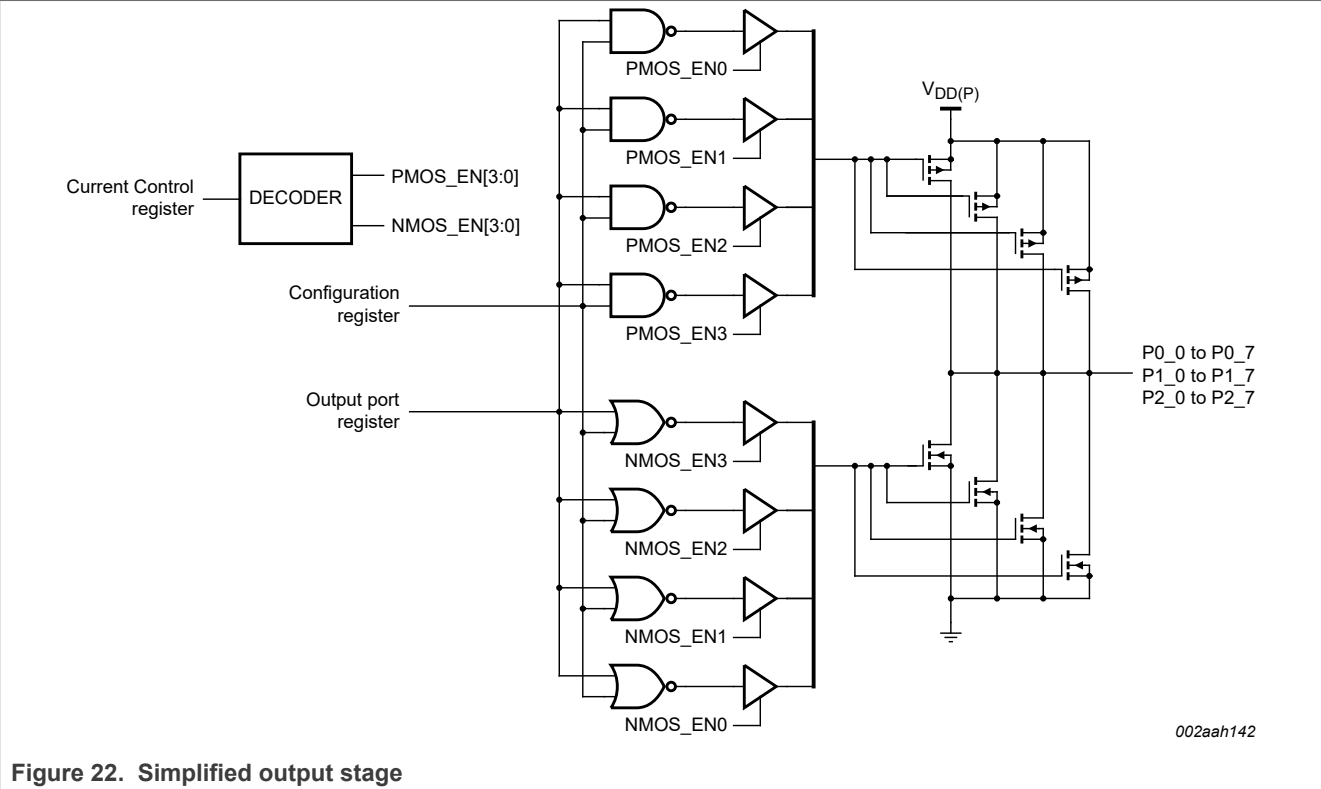 PMOS_EN0
VDD(P)
PMOS_EN1
Current Control
register
DECODER
PMOS_EN[3:0]
NMOS_EN[3:0]
PMOS_EN2
Configuration
register
PMOS_EN3
P0_0 to P0_7
P1_0 to P1_7
P2_0 to P2_7
Output port
register
NMOS_EN3
NMOS_EN2
NMOS_EN1
NMOS_EN0
002aah142
Figure 22. Simplified output stage